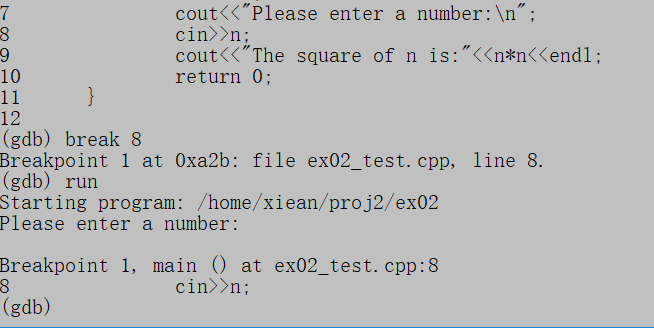 7 cout<<"Please enter a number:\n";
8 cin>>n;
9 cout<<"The square of n is:"<<n*n<<endl;
10 return 0;
11 }
12
(gdb) break 8
Breakpoint 1 at 0xa2b: file ex02_test.cpp, line 8.
(gdb) run
Starting program: /home/xiean/proj2/ex02
Please enter a number:
Breakpoint 1, main () at ex02_test.cpp:8
8 cin>>n;
(gdb)